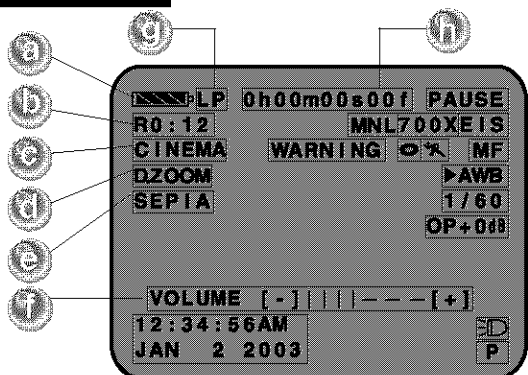 g h
a LP 0h00m00s00f PAUSE
b R0:12 MNL700XEIS
c CINEMA WARNING MF
d D.ZOOM ▶AWB
e SEPIA 1/60
OP+0dB
f VOLUME [-]||||---[+]
12:34:56AM
JAN 2 2003 P